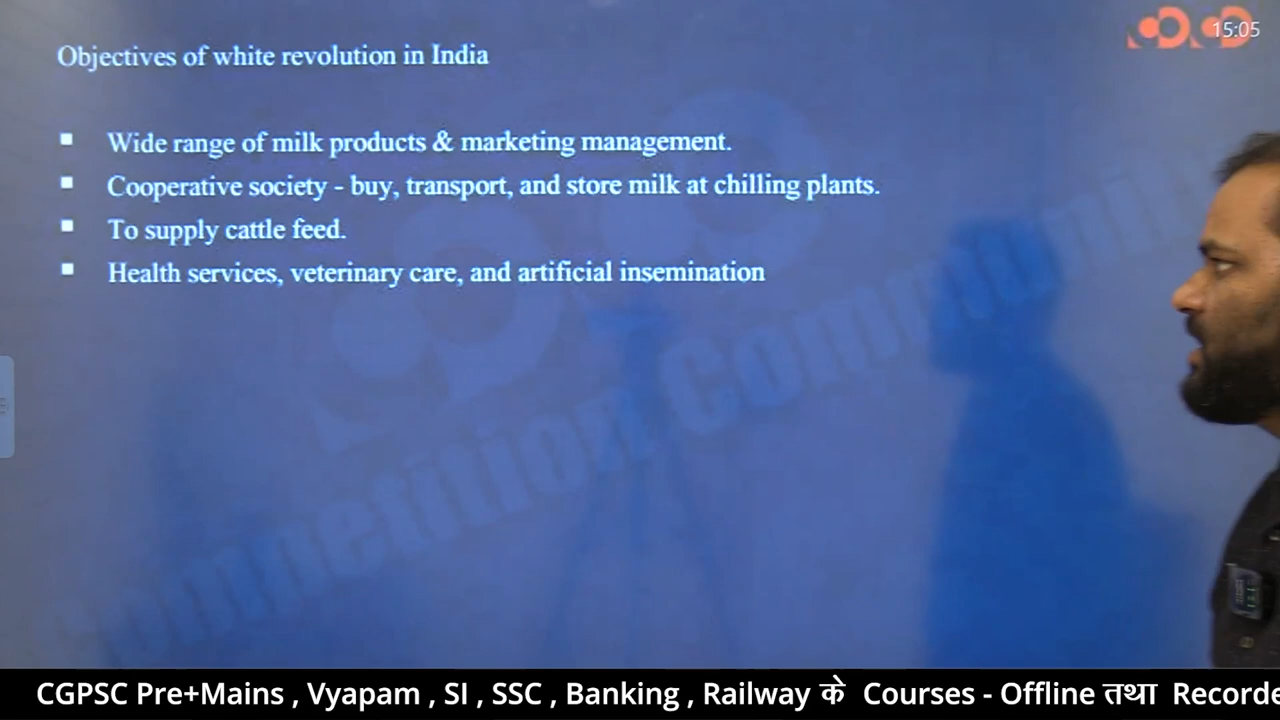 15:05
Objectives of white revolution in India
▪ Wide range of milk products & marketing management.
▪ Cooperative society - buy, transport, and store milk at chilling plants.
▪ To supply cattle feed.
▪ Health services, veterinary care, and artificial insemination
Competition Community
CGPSC Pre+Mains , Vyapam , SI , SSC , Banking , Railway के Courses - Offline तथा Recorde